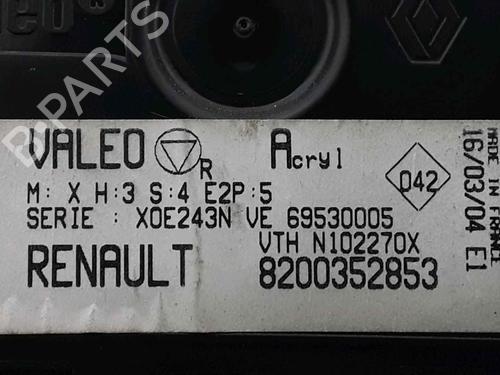 VALEO R Acryl
M: X H:3 S:4 E2P:5
SERIE : X0E243N VE 69530005
VTH N102270X
RENAULT 8200352853
042
MADE IN FRANCE
16/03/04 E1
B-Parts